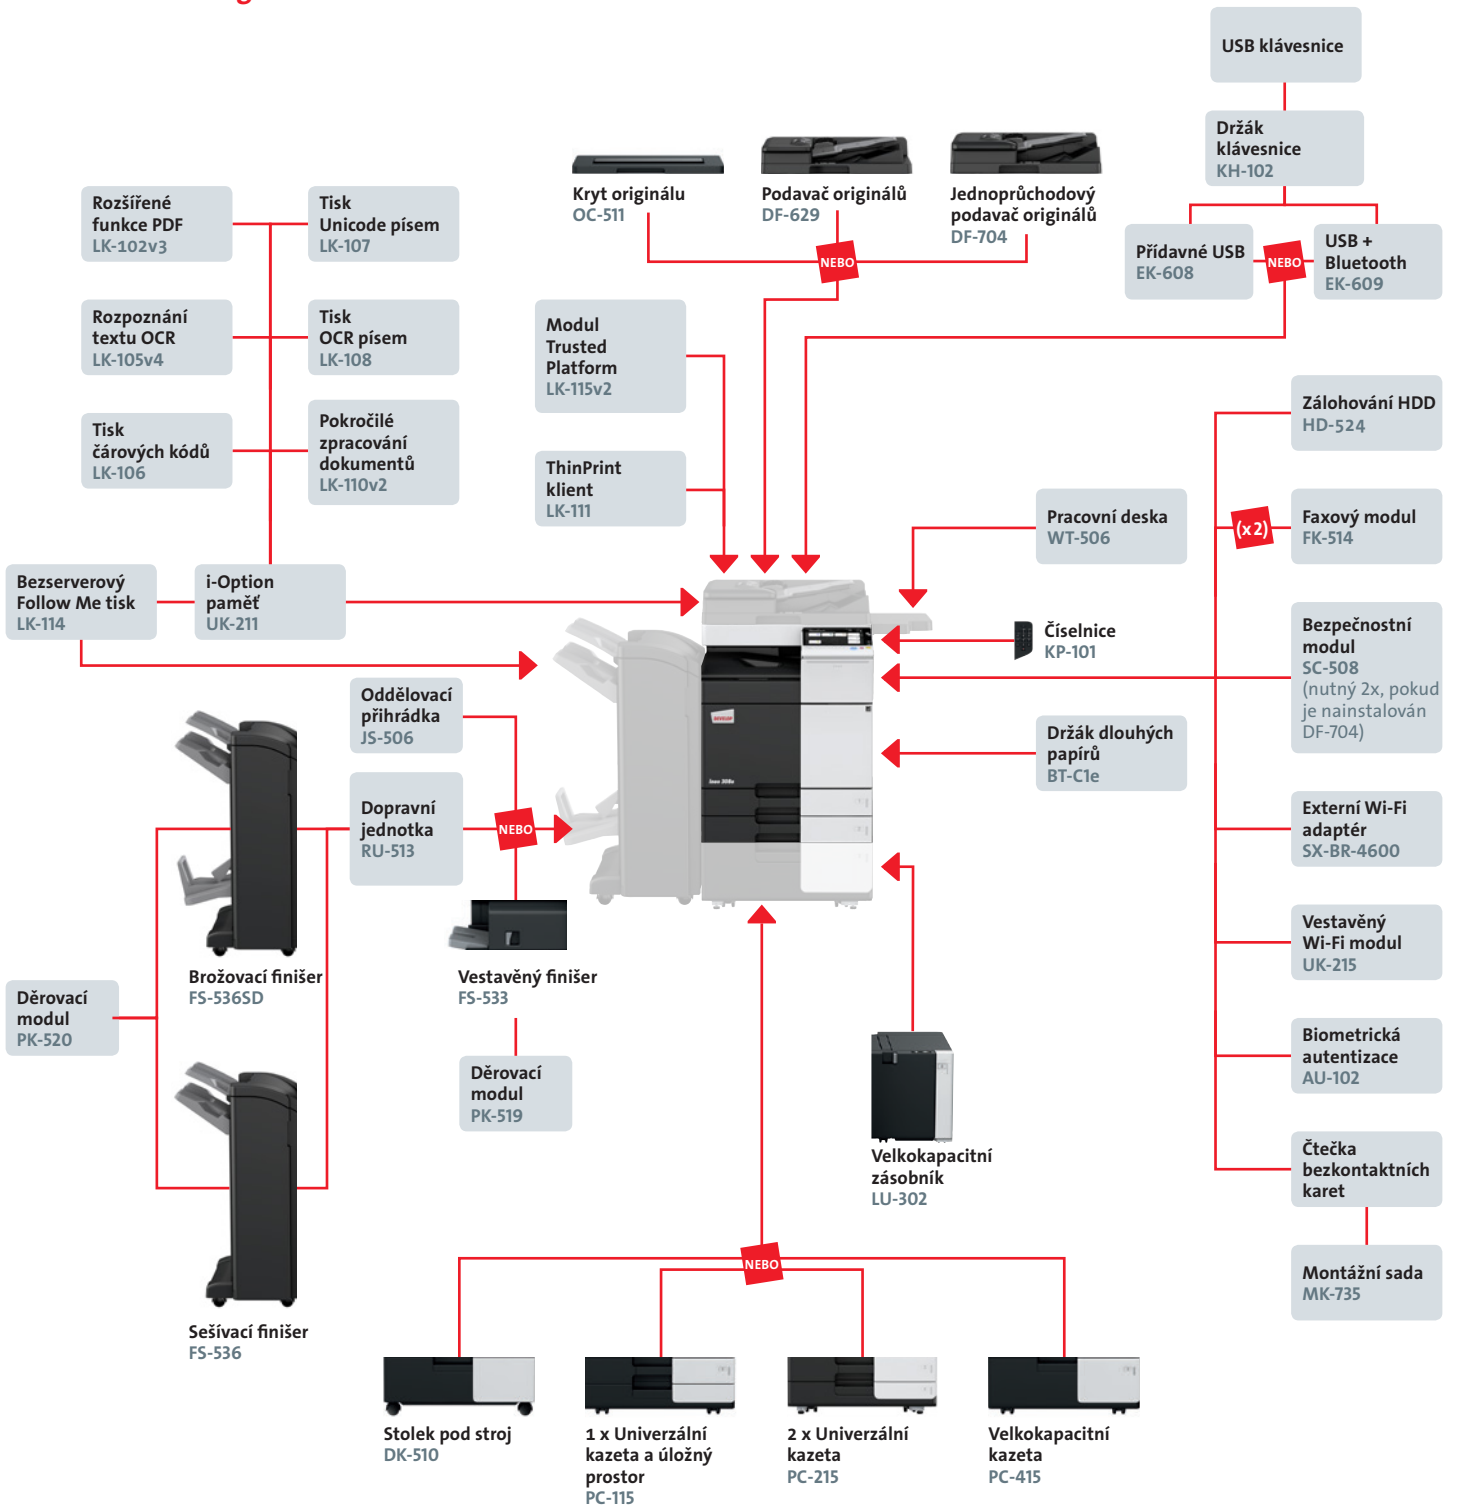 USB klávesnice
Držák
klávesnice
KH-102
Přídavné USB
EK-608
NEBO
USB +
Bluetooth
EK-609
Kryt originálu
OC-511
Podavač originálů
DF-629
Jednoprůchodový
podavač originálů
DF-704
NEBO
Rozšířené
funkce PDF
LK-102v3
Tisk
Unicode písem
LK-107
Rozpoznání
textu OCR
LK-105v4
Tisk
OCR písem
LK-108
Tisk
čárových kódů
LK-106
Pokročilé
zpracování
dokumentů
LK-110v2
Modul
Trusted
Platform
LK-115v2
ThinPrint
klient
LK-111
Bezserverový
Follow Me tisk
LK-114
i-Option
paměť
UK-211
Pracovní deska
WT-506
Číselnice
KP-101
Držák dlouhých
papírů
BT-C1e
Zálohování HDD
HD-524
(x2)
Faxový modul
FK-514
Bezpečnostní
modul
SC-508
(nutný 2x, pokud
je nainstalován
DF-704)
Externí Wi-Fi
adaptér
SX-BR-4600
Vestavěný
Wi-Fi modul
UK-215
Biometrická
autentizace
AU-102
Čtečka
bezkontaktních
karet
Montážní sada
MK-735
Oddělovací
přihrádka
JS-506
Dopravní
jednotka
RU-513
NEBO
DEVELOP
ineo 308e
Brožovací finišer
FS-536SD
Vestavěný finišer
FS-533
Děrovací
modul
PK-520
Děrovací
modul
PK-519
Sešívací finišer
FS-536
Velkokapacitní
zásobník
LU-302
NEBO
Stolek pod stroj
DK-510
1 x Univerzální
kazeta a úložný
prostor
PC-115
2 x Univerzální
kazeta
PC-215
Velkokapacitní
kazeta
PC-415